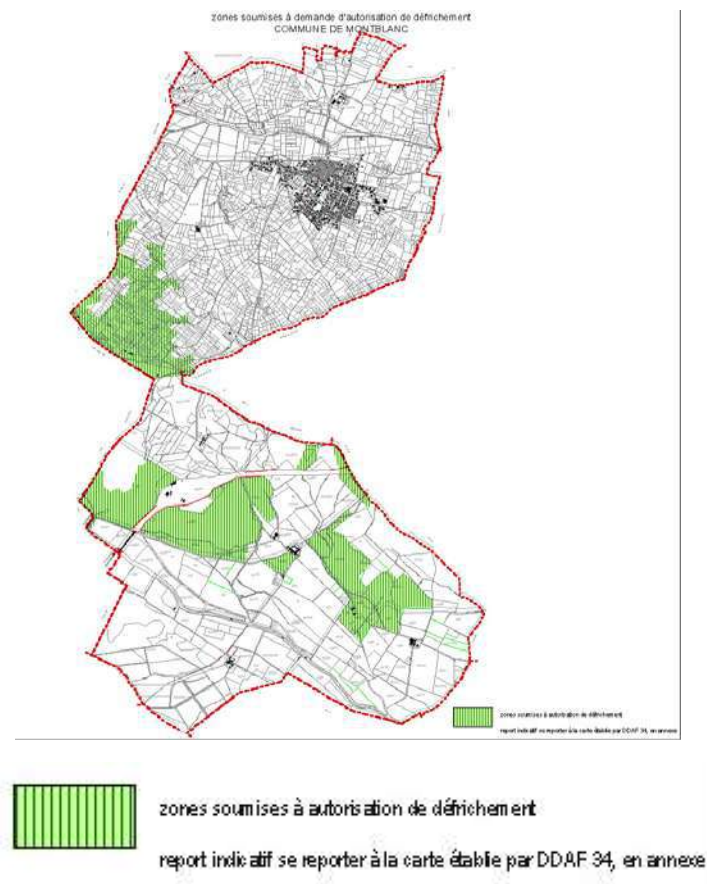 zones soumises à demande d'autorisation de défrichement
COMMUNE DE MONTBLANC
zones soumises à autorisation de défrichement
report indicatif se reporter à la carte établie par DDAF 34, en annexe
zones soumises à autorisation de défrichement
report indicatif se reporter à la carte établie par DDAF 34, en annexe